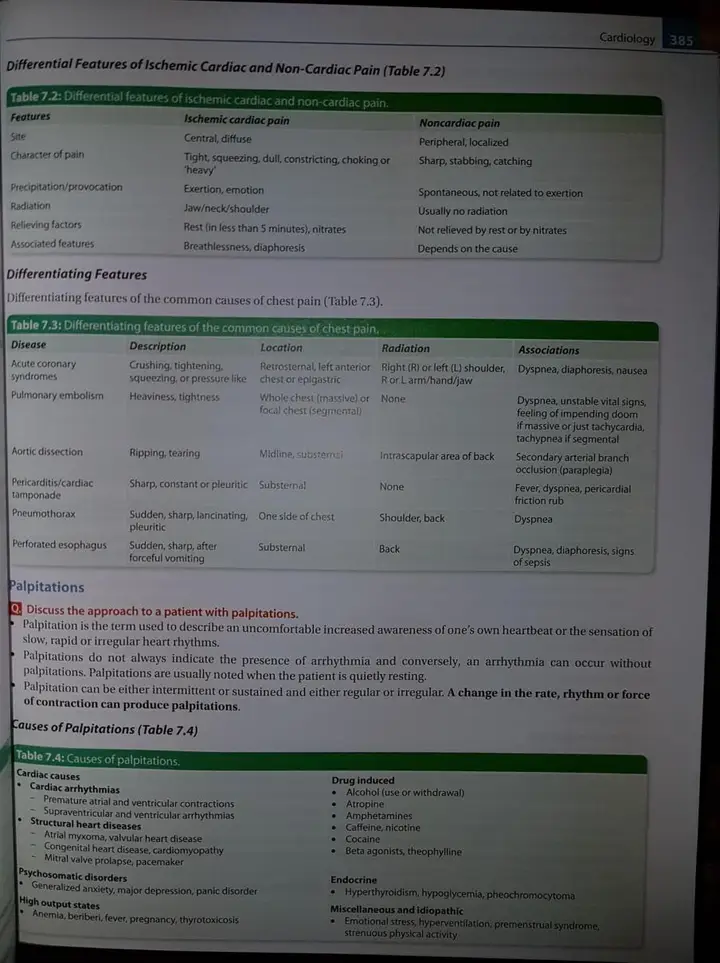 Cardiology 385
Differential Features of Ischemic Cardiac and Non-Cardiac Pain (Table 7.2)
Table 7.2: Differential features of ischemic cardiac and non-cardiac pain.
Features Ischemic cardiac pain Noncardiac pain
Site Central, diffuse Peripheral, localized
Character of pain Tight, squeezing, dull, constricting, choking or Sharp, stabbing, catching
'heavy'
Precipitation/provocation Exertion, emotion Spontaneous, not related to exertion
Radiation Jaw/neck/shoulder Usually no radiation
Relieving factors Rest (in less than 5 minutes), nitrates Not relieved by rest or by nitrates
Associated features Breathlessness, diaphoresis Depends on the cause
Differentiating Features
Differentiating features of the common causes of chest pain (Table 7.3).
Table 7.3: Differentiating features of the common causes of chest pain.
Disease Description Location Radiation Associations
Acute coronary Crushing, tightening, Retrosternal, left anterior Right (R) or left (L) shoulder, Dyspnea, diaphoresis, nausea
syndromes squeezing, or pressure like chest or epigastric R or L arm/hand/jaw
Pulmonary embolism Heaviness, tightness Whole chest (massive) or None Dyspnea, unstable vital signs,
focal chest (segmental) feeling of impending doom
if massive or just tachycardia,
tachypnea if segmental
Aortic dissection Ripping, tearing Midline, substernal Intrascapular area of back Secondary arterial branch
occlusion (paraplegia)
Pericarditis/cardiac Sharp, constant or pleuritic Substernal None Fever, dyspnea, pericardial
tamponade friction rub
Pneumothorax Sudden, sharp, lancinating, One side of chest Shoulder, back Dyspnea
pleuritic
Perforated esophagus Sudden, sharp, after Substernal Back Dyspnea, diaphoresis, signs
forceful vomiting of sepsis
Palpitations
Q. Discuss the approach to a patient with palpitations.
• Palpitation is the term used to describe an uncomfortable increased awareness of one's own heartbeat or the sensation of
slow, rapid or irregular heart rhythms.
• Palpitations do not always indicate the presence of arrhythmia and conversely, an arrhythmia can occur without
palpitations. Palpitations are usually noted when the patient is quietly resting.
• Palpitation can be either intermittent or sustained and either regular or irregular. A change in the rate, rhythm or force
of contraction can produce palpitations.
Causes of Palpitations (Table 7.4)
Table 7.4: Causes of palpitations.
Cardiac causes
• Cardiac arrhythmias
– Premature atrial and ventricular contractions
– Supraventricular and ventricular arrhythmias
• Structural heart diseases
– Atrial myxoma, valvular heart disease
– Congenital heart disease, cardiomyopathy
– Mitral valve prolapse, pacemaker
Psychosomatic disorders
• Generalized anxiety, major depression, panic disorder
High output states
• Anemia, beriberi, fever, pregnancy, thyrotoxicosis
Drug induced
• Alcohol (use or withdrawal)
• Atropine
• Amphetamines
• Caffeine, nicotine
• Cocaine
• Beta agonists, theophylline
Endocrine
• Hyperthyroidism, hypoglycemia, pheochromocytoma
Miscellaneous and idiopathic
• Emotional stress, hyperventilation, premenstrual syndrome,
strenuous physical activity